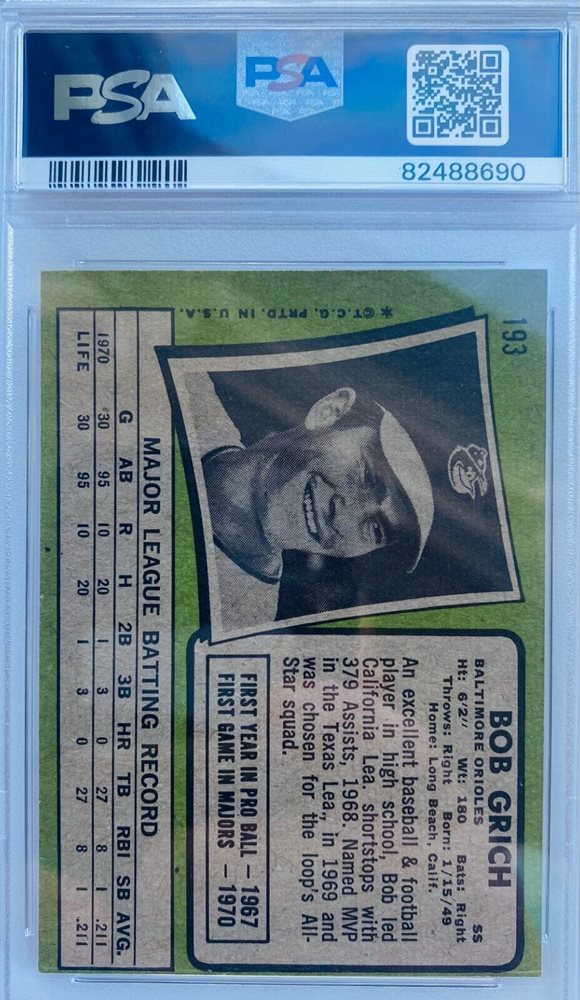 PSA
PSA
82488690
193
*©T.C.G. PRTD. IN U.S.A.
BOB GRICH
SS
BALTIMORE ORIOLES
Ht: 6'2" Wt: 180 Bats: Right
Throws: Right Born: 1/15/49
Home: Long Beach, Calif.
An excellent baseball & football
player in high school, Bob led
California Lea. shortstops with
379 Assists, 1968. Named MVP
in the Texas Lea., in 1969 and
was chosen for the loop's All-
Star squad.
FIRST YEAR IN PRO BALL — 1967
FIRST GAME IN MAJORS — 1970
MAJOR LEAGUE BATTING RECORD
G AB R H 2B 3B HR TB RBI SB AVG.
1970 30 95 10 20 1 3 0 27 8 1 .211
LIFE 30 95 10 20 1 3 0 27 8 1 .211